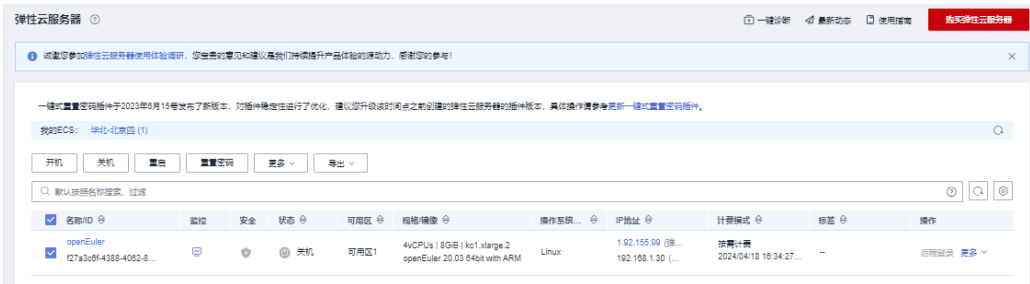 弹性云服务器
一键诊断 最新动态 使用指南 购买弹性云服务器
诚邀您参加弹性云服务器使用体验调研，您宝贵的意见和建议是我们持续提升产品体验的源动力，感谢您的参与！
一键式重置密码插件于2023年6月15号发布了新版本，对插件稳定性进行了优化，建议您升级该时间点之前创建的弹性云服务器的插件版本，具体操作请参考更新一键式重置密码插件。
我的ECS： 华北-北京四 (1)
开机 关机 重启 重置密码 更多 导出
默认按照名称搜索、过滤
名称/ID 监控 安全 状态 可用区 规格/镜像 操作系统... IP地址 计费模式 标签 操作
openEuler
f27a3c6f-4388-4062-8...
关机 可用区1
4vCPUs | 8GiB | kc1.xlarge.2
openEuler 20.03 64bit with ARM
Linux
1.92.155.99 (弹...
192.168.1.30 (...
按需计费
2024/04/18 16:34:27...
--
远程登录 更多